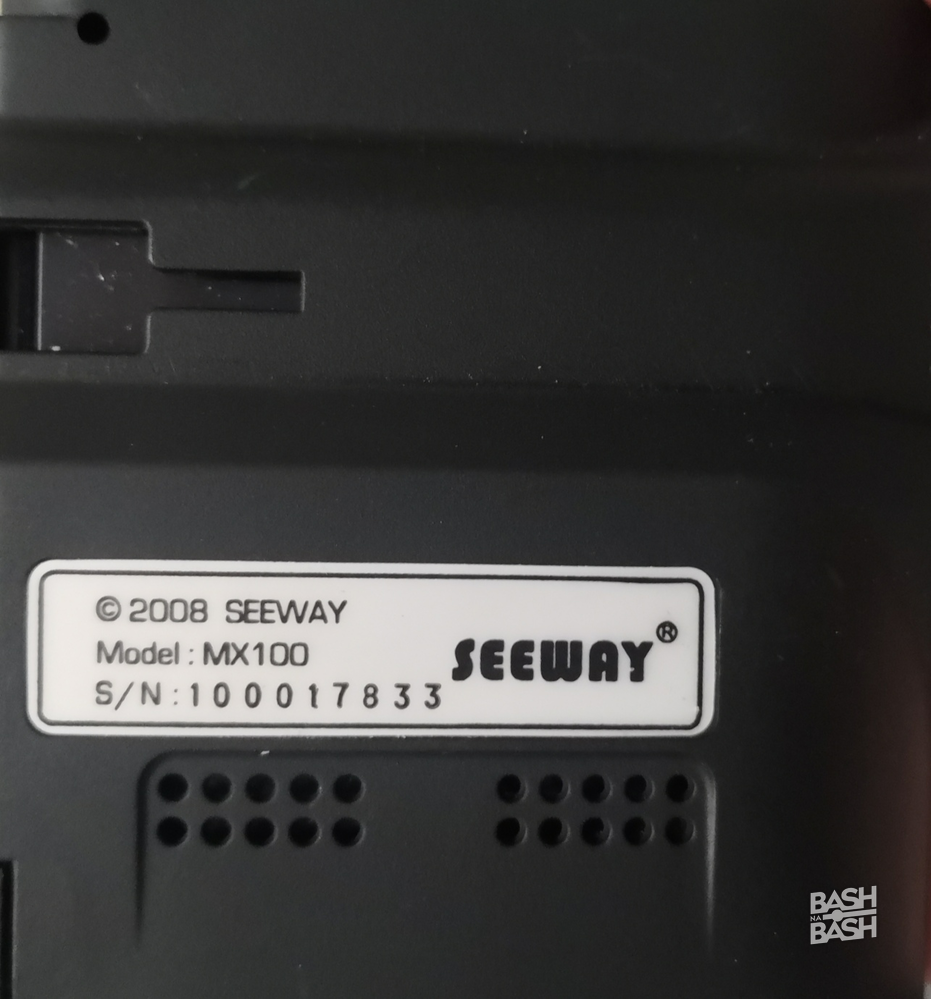 © 2008 SEEWAY
Model : MX100
S/N : 100017833
SEEWAY®
BASH
NA
BASH